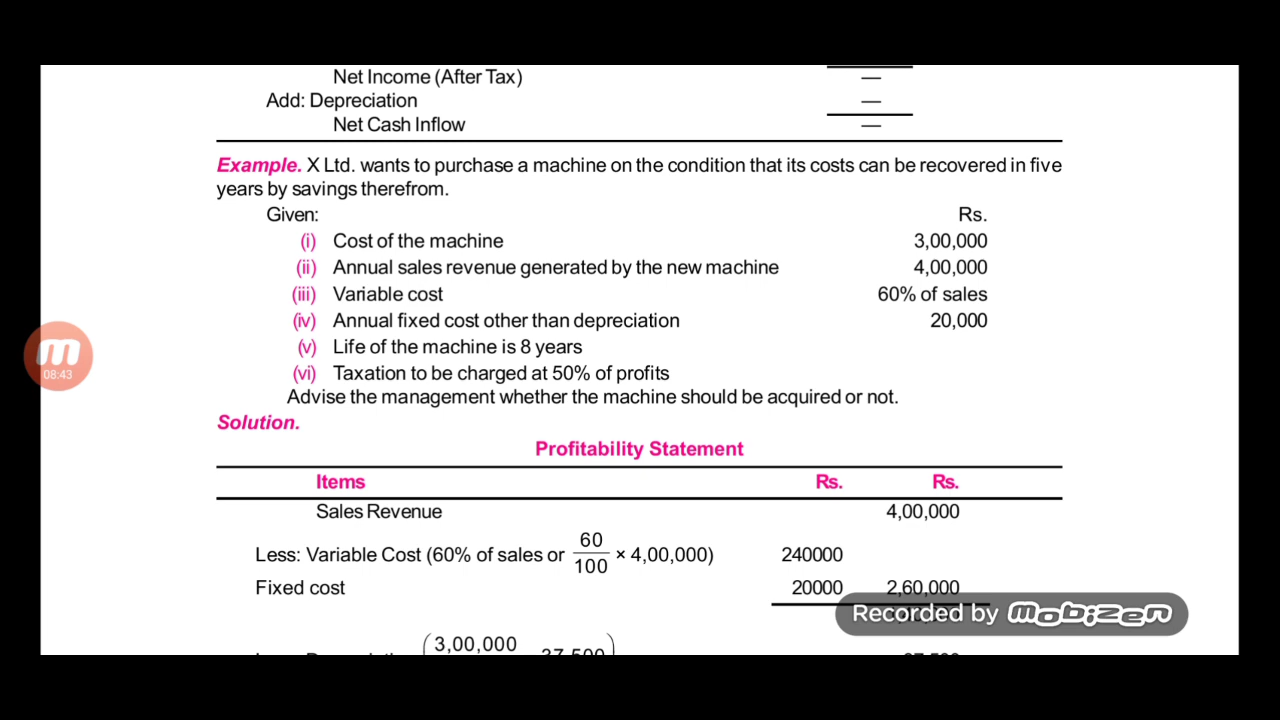 Net Income (After Tax) —
Add: Depreciation —
Net Cash Inflow —
Example. X Ltd. wants to purchase a machine on the condition that its costs can be recovered in five
years by savings therefrom.
Given: Rs.
(i) Cost of the machine 3,00,000
(ii) Annual sales revenue generated by the new machine 4,00,000
(iii) Variable cost 60% of sales
(iv) Annual fixed cost other than depreciation 20,000
(v) Life of the machine is 8 years
(vi) Taxation to be charged at 50% of profits
08:43
Advise the management whether the machine should be acquired or not.
Solution.
Profitability Statement
Items Rs. Rs.
Sales Revenue 4,00,000
Less: Variable Cost (60% of sales or 60/100 × 4,00,000) 240000
Fixed cost 20000 2,60,000
Recorded by mobizen
3,00,000